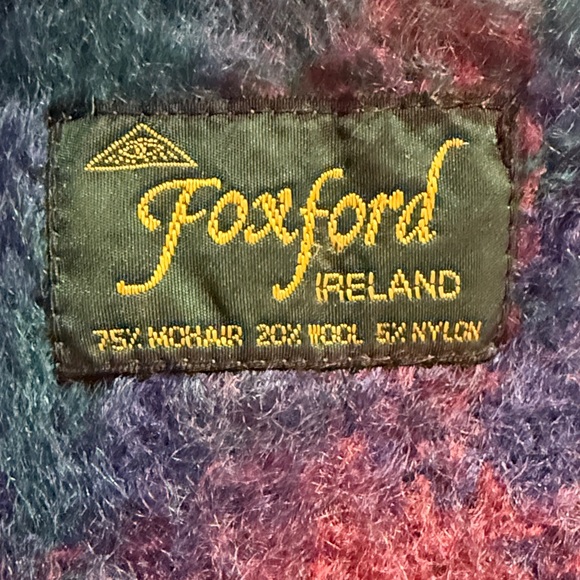 Foxford
IRELAND
75% MOHAIR 20% WOOL 5% NYLON